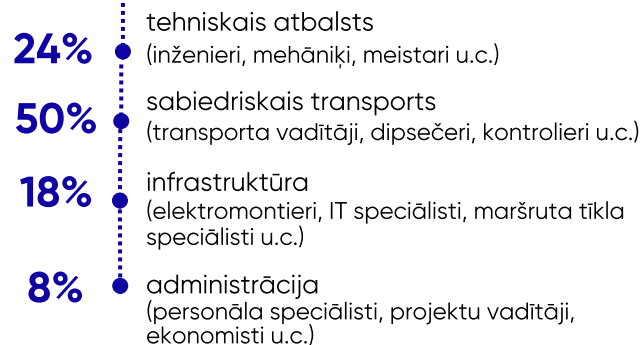 24%
tehniskais atbalsts
(inženieri, mehāniķi, meistari u.c.)
50%
sabiedriskais transports
(transporta vadītāji, dipsečeri, kontrolieri u.c.)
18%
infrastruktūra
(elektromontieri, IT speciālisti, maršruta tīkla
speciālisti u.c.)
8%
administrācija
(personāla speciālisti, projektu vadītāji,
ekonomisti u.c.)